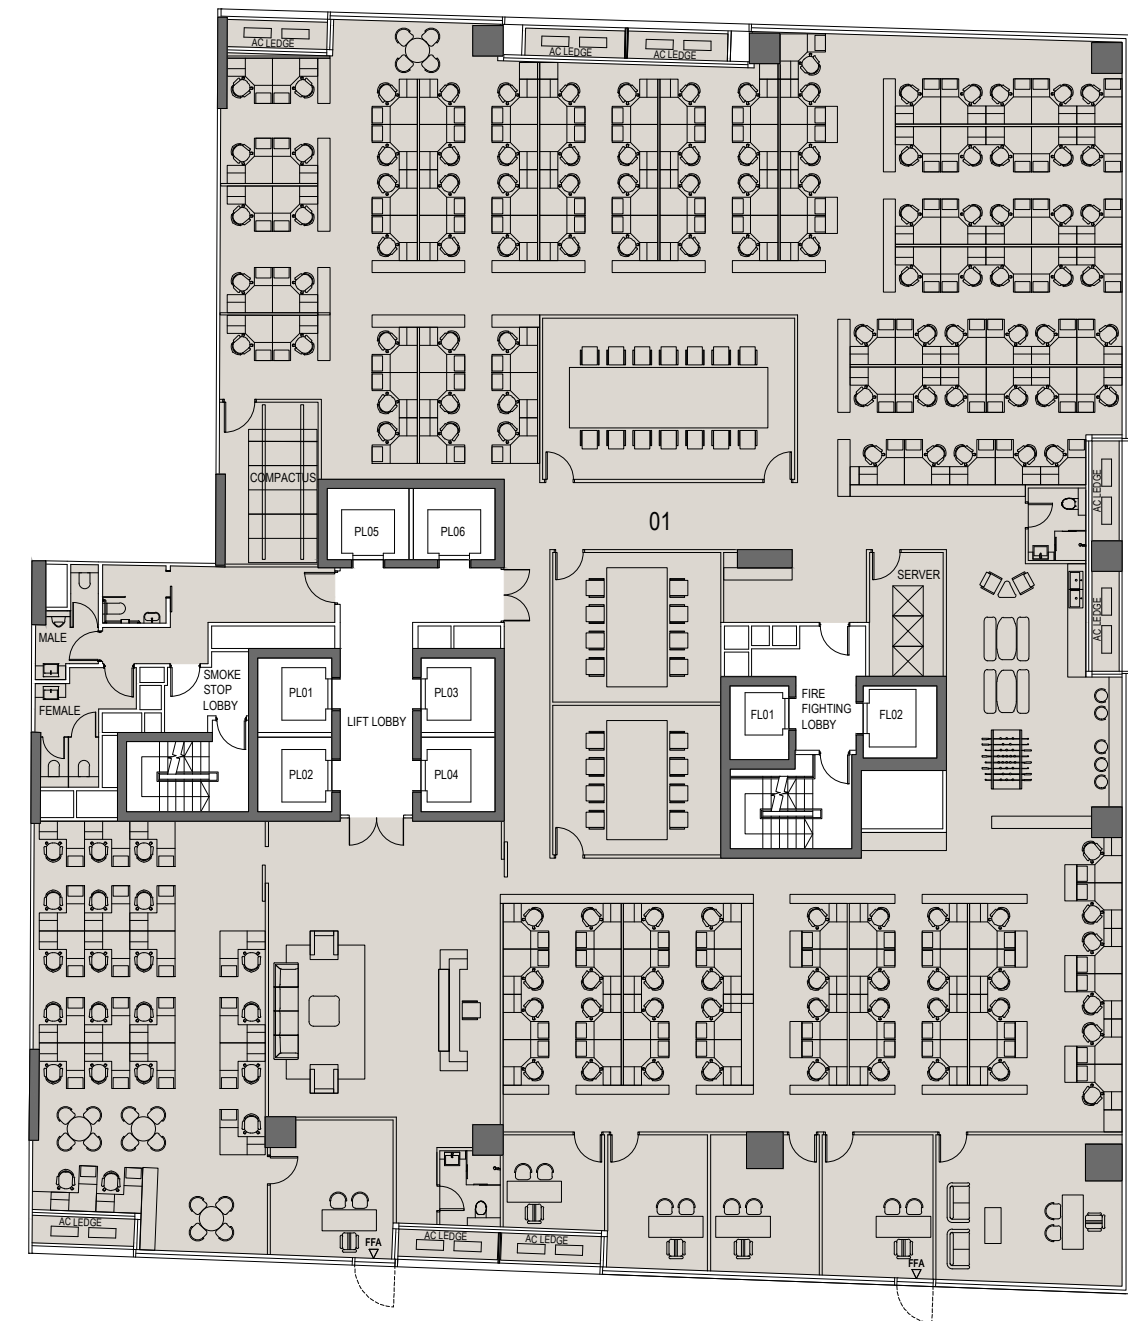 AC LEDGE
AC LEDGE
AC LEDGE
COMPACTUS
AC LEDGE
PL05
PL06
01
SERVER
AC LEDGE
MALE
FEMALE
SMOKE
STOP
LOBBY
PL01
PL03
LIFT LOBBY
FL01
FIRE
FIGHTING
LOBBY
FL02
PL02
PL04
AC LEDGE
AC LEDGE
AC LEDGE
FFA
FFA